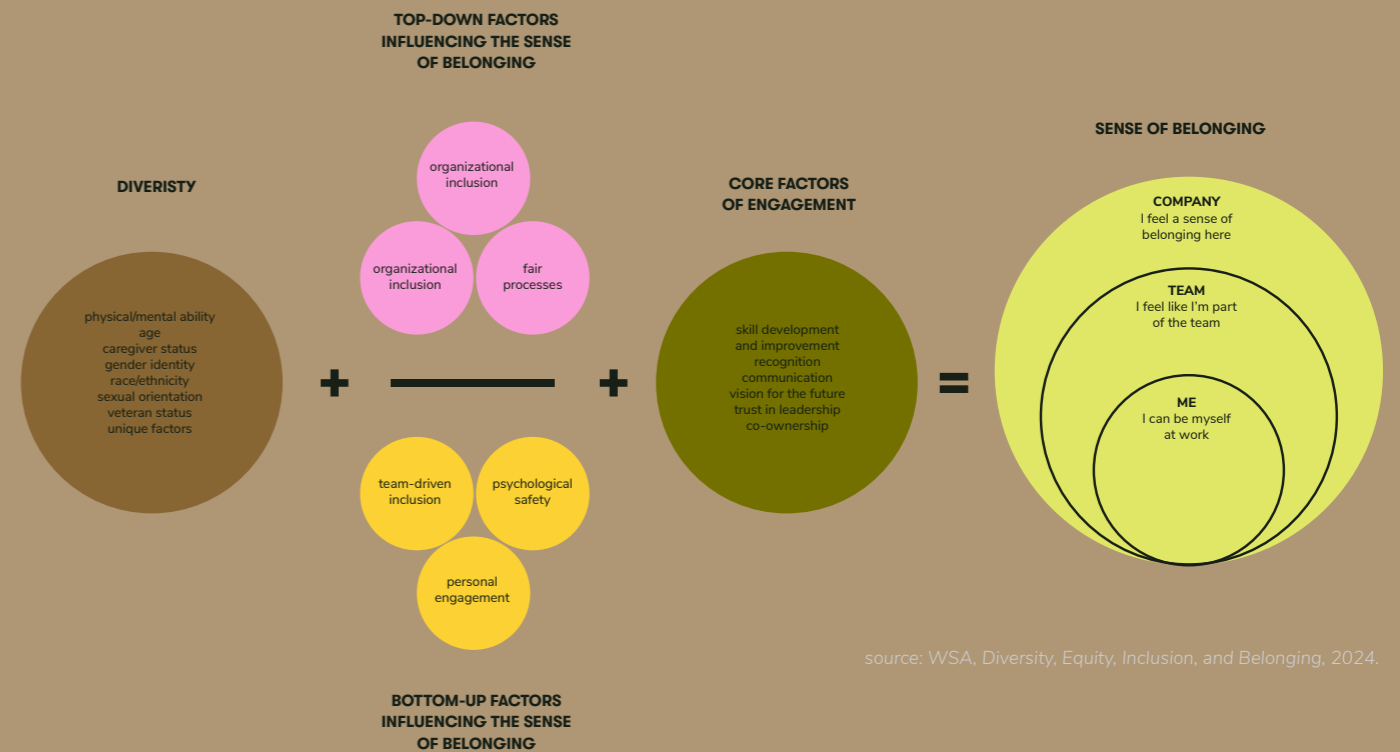 DIVERISTY
physical/mental ability
age
caregiver status
gender identity
race/ethnicity
sexual orientation
veteran status
unique factors
+
TOP-DOWN FACTORS
INFLUENCING THE SENSE
OF BELONGING
organizational
inclusion
organizational
inclusion
fair
processes
team-driven
inclusion
psychological
safety
personal
engagement
BOTTOM-UP FACTORS
INFLUENCING THE SENSE
OF BELONGING
+
CORE FACTORS
OF ENGAGEMENT
skill development
and improvement
recognition
communication
vision for the future
trust in leadership
co-ownership
=
SENSE OF BELONGING
COMPANY
I feel a sense of
belonging here
TEAM
I feel like I'm part
of the team
ME
I can be myself
at work
source: WSA, Diversity, Equity, Inclusion, and Belonging, 2024.